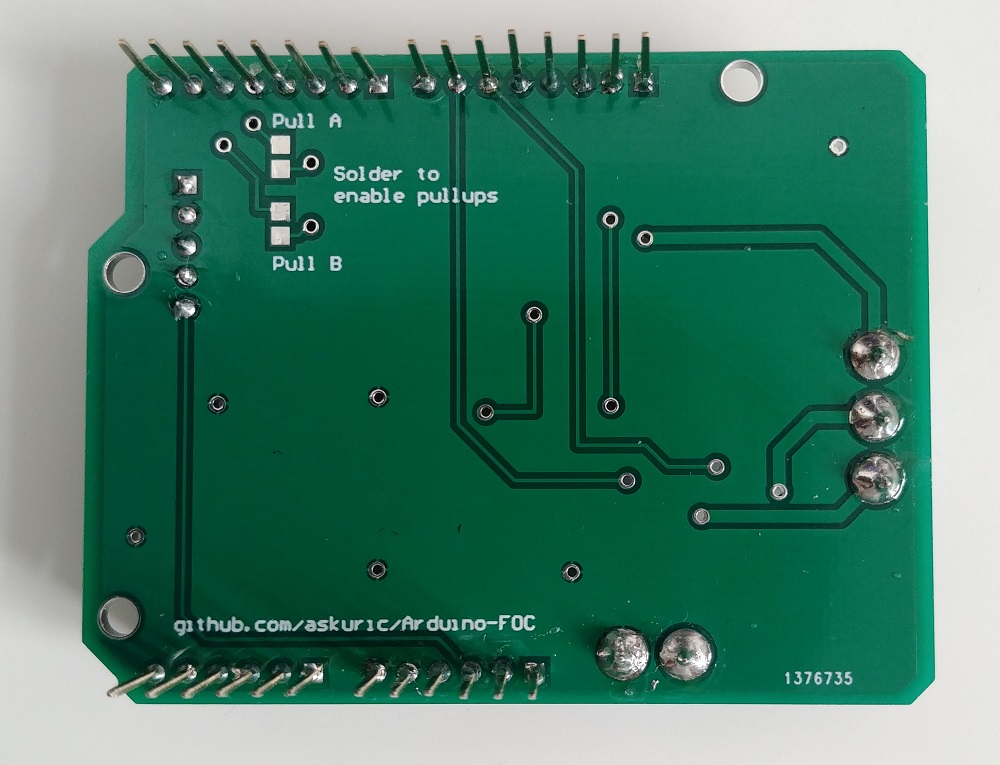 Pull A
Solder to
enable pullups
Pull B
github.com/askuric/Arduino-FOC
1376735